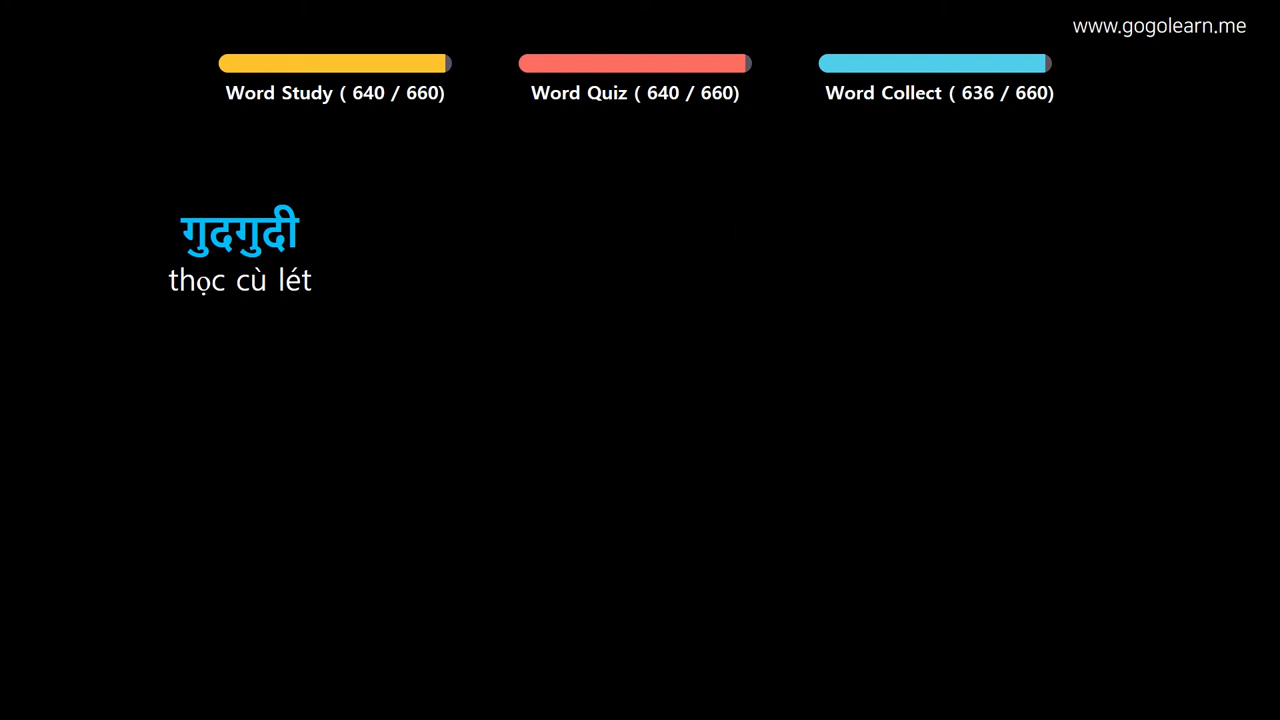 www.gogolearn.me
Word Study ( 640 / 660)
Word Quiz ( 640 / 660)
Word Collect ( 636 / 660)
गुदगुदी
thọc cù lét